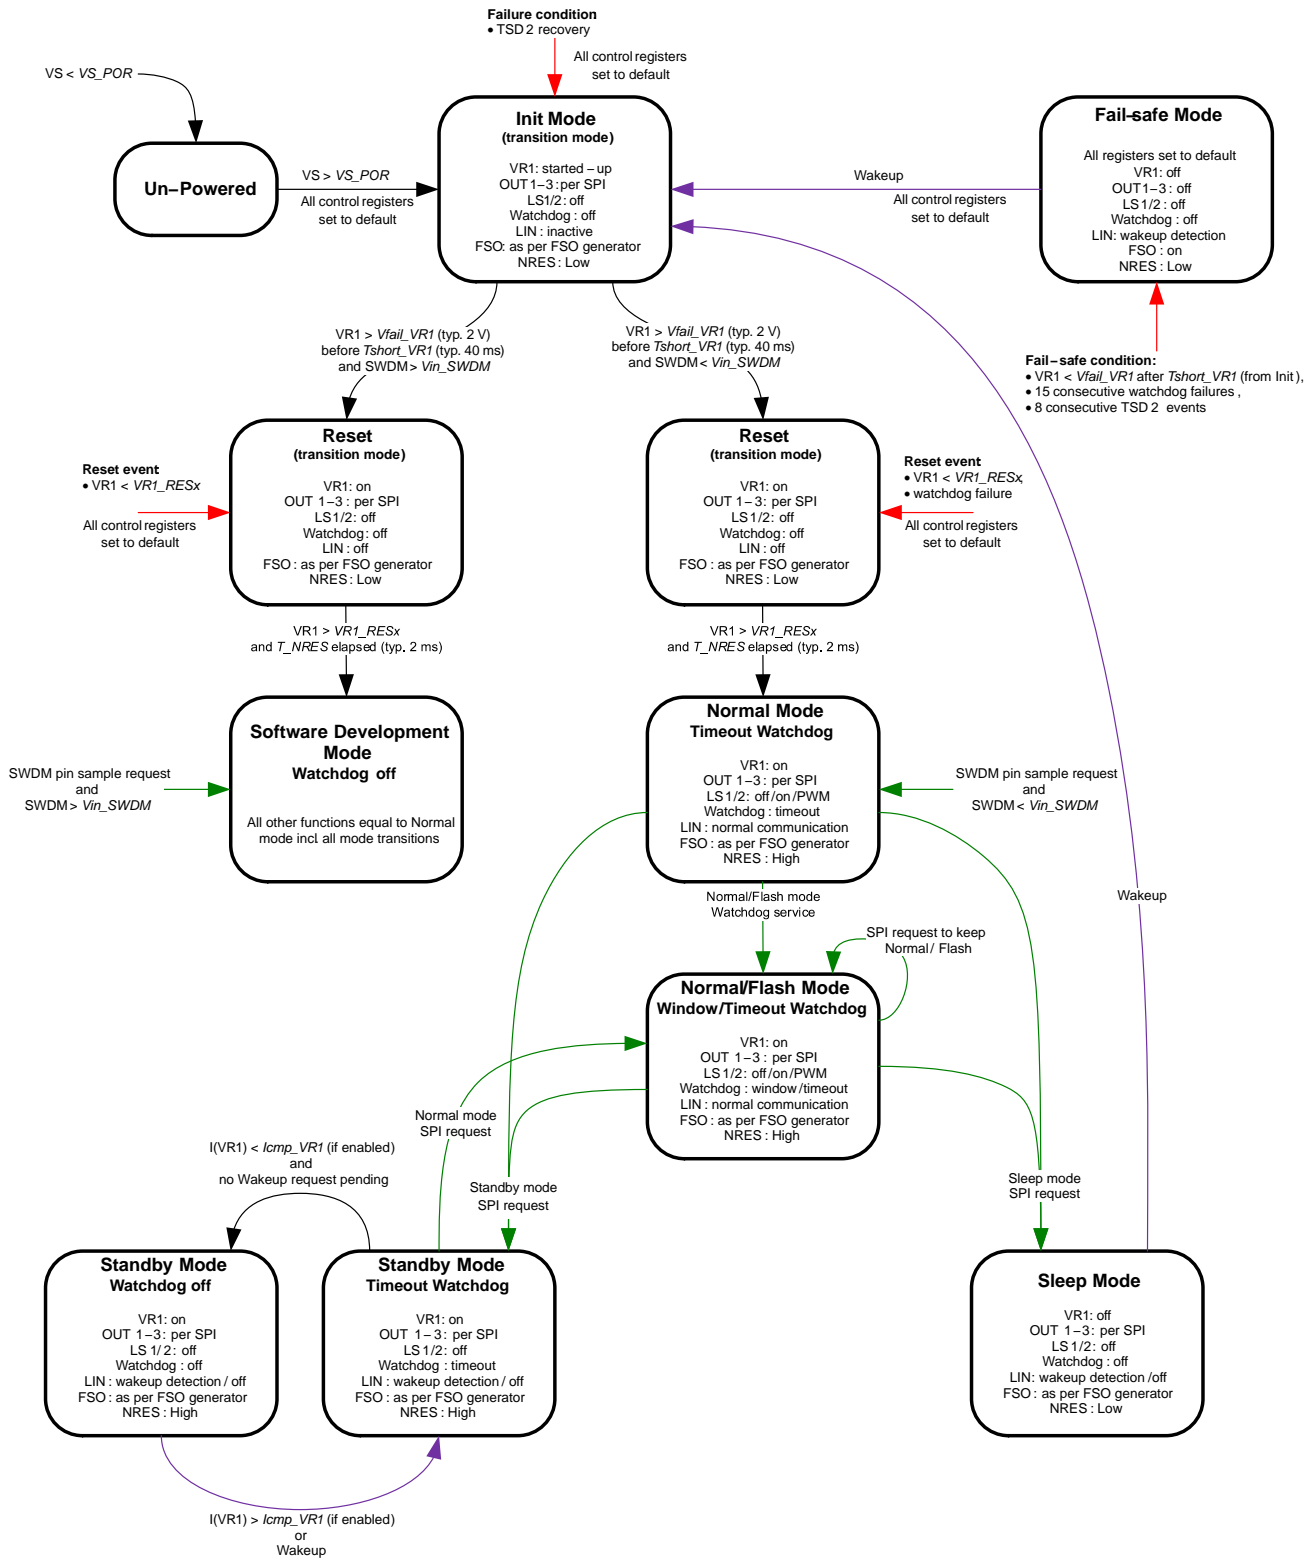 Failure condition
• TSD2 recovery
All control registers
set to default
VS < VS_POR
Un–Powered
VS > VS_POR
All control registers
set to default
Init Mode
(transition mode)
VR1: started – up
OUT1–3: per SPI
LS1/2: off
Watchdog : off
LIN : inactive
FSO: as per FSO generator
NRES : Low
Wakeup
All control registers
set to default
Fail–safe Mode
All registers set to default
VR1: off
OUT1–3: off
LS1/2: off
Watchdog : off
LIN: wakeup detection
FSO : on
NRES : Low
Fail–safe condition:
• VR1 < Vfail_VR1 after Tshort_VR1 (from Init),
• 15 consecutive watchdog failures ,
• 8 consecutive TSD2 events
VR1 > Vfail_VR1 (typ. 2 V)
before Tshort_VR1 (typ. 40 ms)
and SWDM > Vin_SWDM
VR1 > Vfail_VR1 (typ. 2 V)
before Tshort_VR1 (typ. 40 ms)
and SWDM < Vin_SWDM
Reset event
• VR1 < VR1_RESx
All control registers
set to default
Reset
(transition mode)
VR1: on
OUT 1–3 : per SPI
LS1/2: off
Watchdog : off
LIN : off
FSO : as per FSO generator
NRES : Low
Reset
(transition mode)
VR1: on
OUT 1–3 : per SPI
LS1/2: off
Watchdog : off
LIN : off
FSO : as per FSO generator
NRES : Low
Reset event
• VR1 < VR1_RESx,
• watchdog failure
All control registers
set to default
VR1 > VR1_RESx
and T_NRES elapsed (typ. 2 ms)
VR1 > VR1_RESx
and T_NRES elapsed (typ. 2 ms)
SWDM pin sample request
and
SWDM > Vin_SWDM
Software Development
Mode
Watchdog off
All other functions equal to Normal
mode incl. all mode transitions
Normal Mode
Timeout Watchdog
VR1: on
OUT 1–3 : per SPI
LS1/2: off/on/PWM
Watchdog : timeout
LIN : normal communication
FSO : as per FSO generator
NRES : High
SWDM pin sample request
and
SWDM < Vin_SWDM
Normal/Flash mode
Watchdog service
SPI request to keep
Normal / Flash
Wakeup
Normal/Flash Mode
Window/Timeout Watchdog
VR1: on
OUT 1–3 : per SPI
LS1/2: off/on/PWM
Watchdog : window/timeout
LIN : normal communication
FSO : as per FSO generator
NRES : High
Normal mode
SPI request
Standby mode
SPI request
Sleep mode
SPI request
I(VR1) < Icmp_VR1 (if enabled)
and
no Wakeup request pending
Standby Mode
Watchdog off
VR1: on
OUT 1–3: per SPI
LS 1/2: off
Watchdog : off
LIN : wakeup detection / off
FSO : as per FSO generator
NRES : High
Standby Mode
Timeout Watchdog
VR1: on
OUT 1–3: per SPI
LS 1/2: off
Watchdog : timeout
LIN : wakeup detection / off
FSO : as per FSO generator
NRES : High
Sleep Mode
VR1: off
OUT 1–3: per SPI
LS1/2: off
Watchdog : off
LIN: wakeup detection /off
FSO : as per FSO generator
NRES : Low
I(VR1) > Icmp_VR1 (if enabled)
or
Wakeup